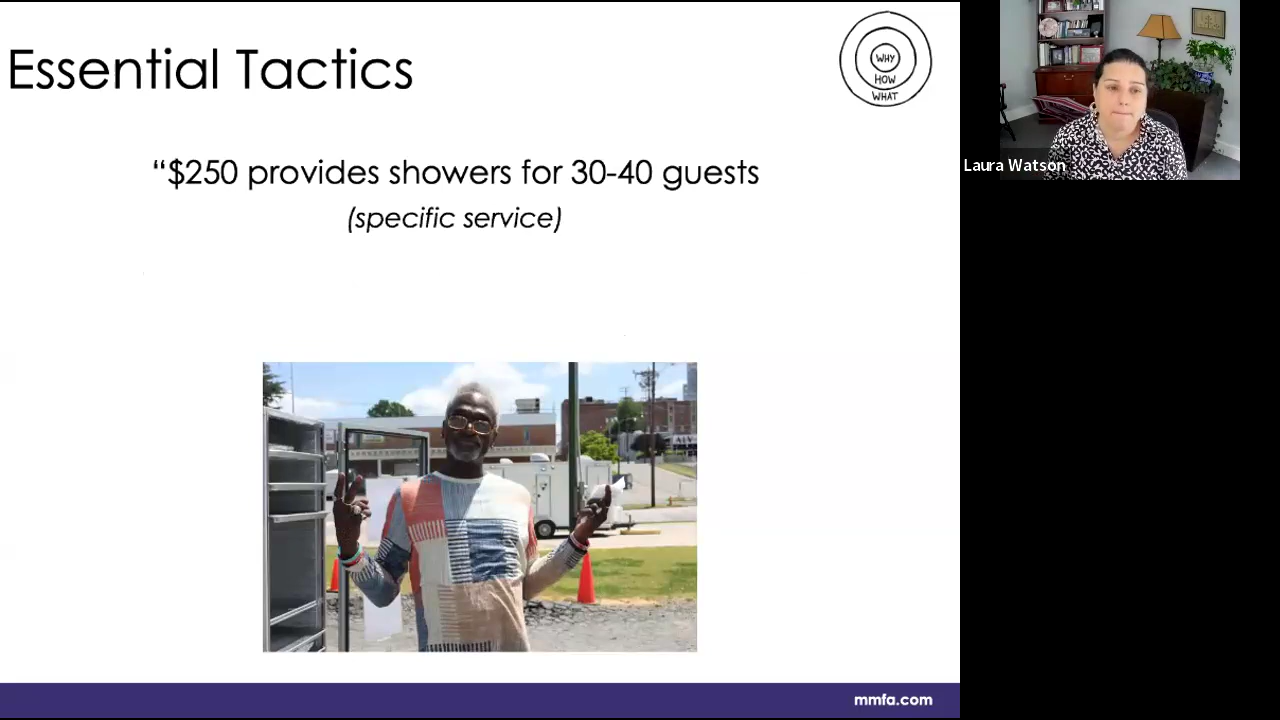 Essential Tactics
WHY
HOW
WHAT
“$250 provides showers for 30-40 guests
(specific service)
Laura Watson
mmfa.com